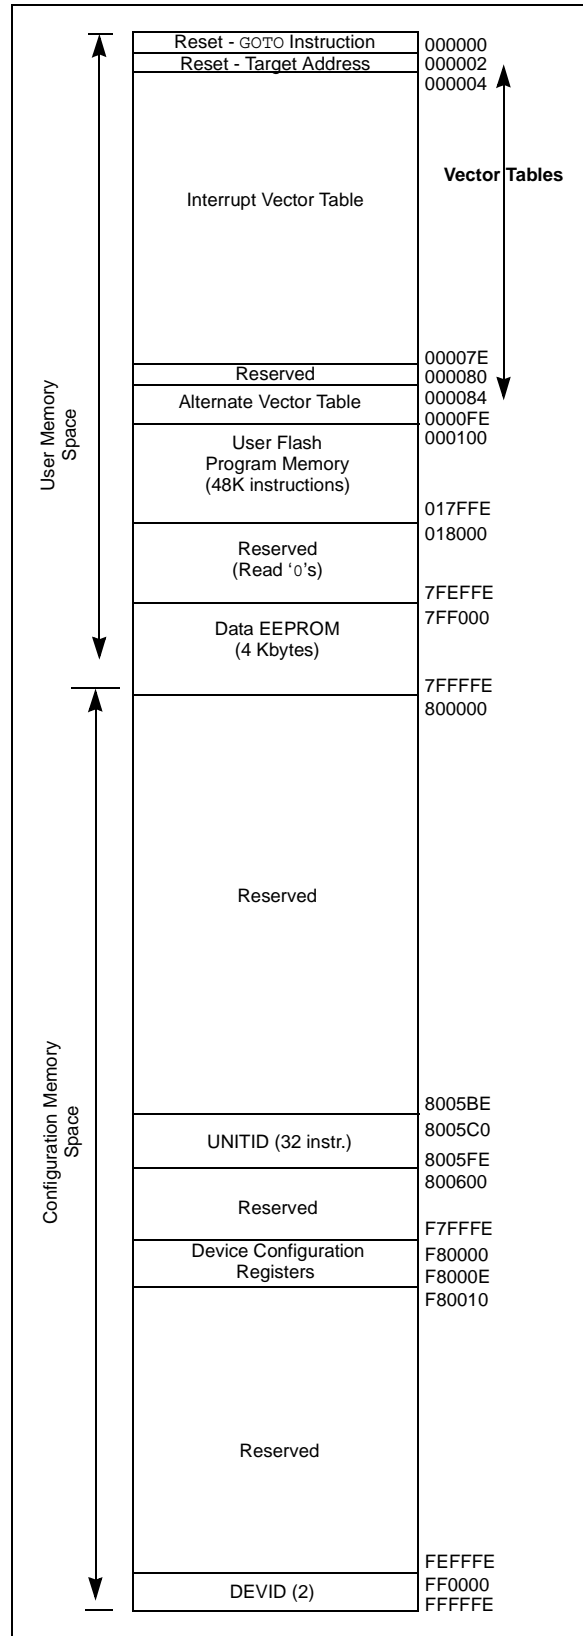 Reset - GOTO Instruction
000000
Reset - Target Address
000002
000004
Vector Tables
Interrupt Vector Table
00007E
Reserved
000080
000084
Alternate Vector Table
0000FE
User Memory
Space
000100
User Flash
Program Memory
(48K instructions)
017FFE
018000
Reserved
(Read ‘0’s)
7FEFFE
7FF000
Data EEPROM
(4 Kbytes)
7FFFFE
800000
Reserved
Configuration Memory
Space
8005BE
8005C0
UNITID (32 instr.)
8005FE
800600
Reserved
F7FFFE
Device Configuration
Registers
F80000
F8000E
F80010
Reserved
FEFFFE
FF0000
DEVID (2)
FFFFFE